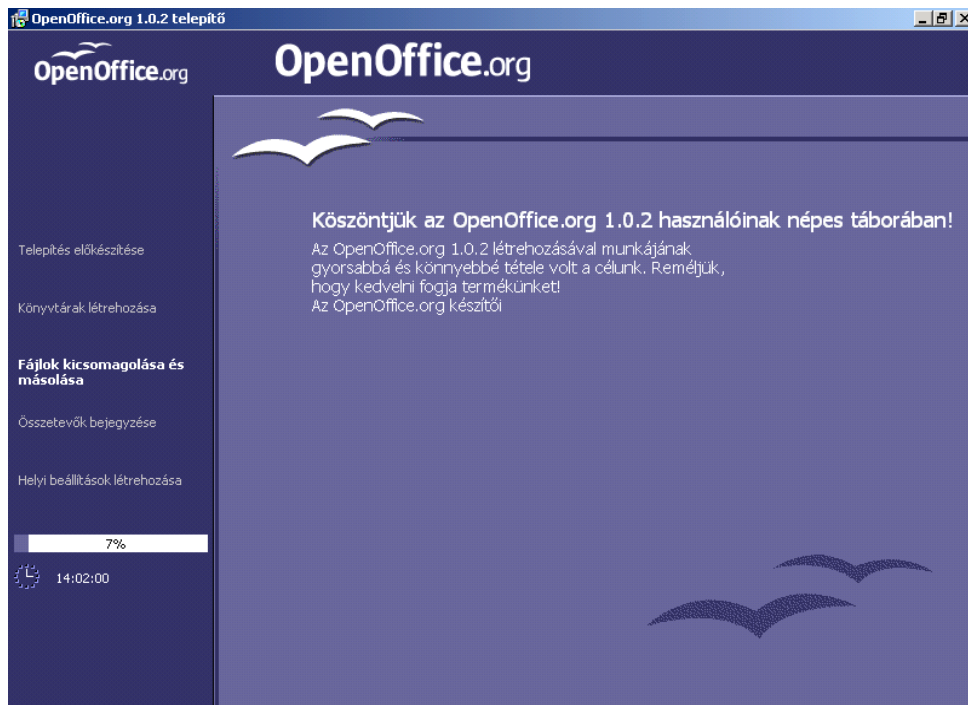 OpenOffice.org 1.0.2 telepítő
OpenOffice.org
OpenOffice.org
Telepítés előkészítése
Könyvtárak létrehozása
Fájlok kicsomagolása és
másolása
Összetevők bejegyzése
Helyi beállítások létrehozása
7%
14:02:00
Köszöntjük az OpenOffice.org 1.0.2 használóinak népes táborában!
Az OpenOffice.org 1.0.2 létrehozásával munkájának
gyorsabbá és könnyebbé tétele volt a célunk. Reméljük,
hogy kedvelni fogja termékünket!
Az OpenOffice.org készítői